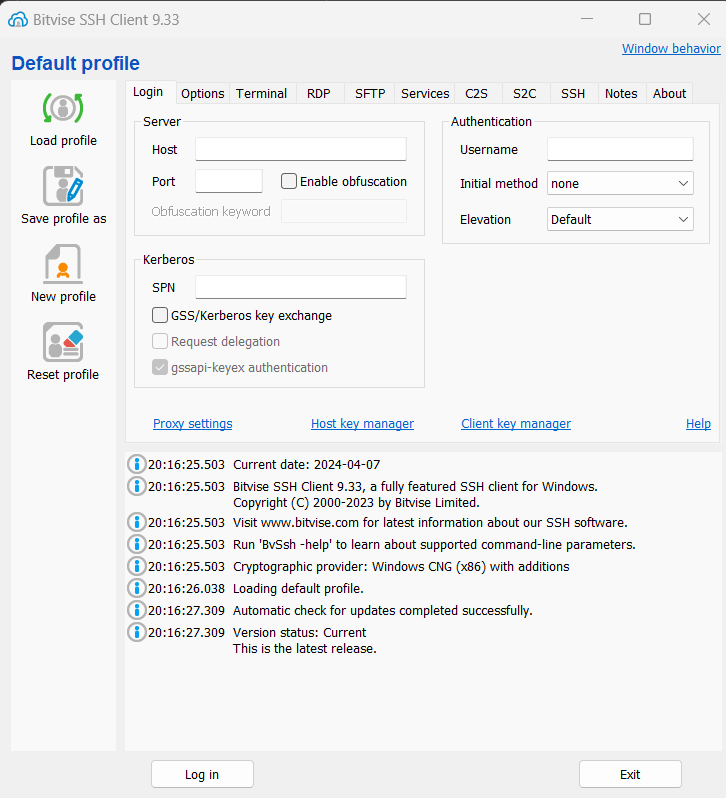 Bitvise SSH Client 9.33
Window behavior
Default profile
Load profile
Save profile as
New profile
Reset profile
Login Options Terminal RDP SFTP Services C2S S2C SSH Notes About
Server
Host
Port Enable obfuscation
Obfuscation keyword
Kerberos
SPN
GSS/Kerberos key exchange
Request delegation
gssapi-keyex authentication
Authentication
Username
Initial method none
Elevation Default
Proxy settings Host key manager Client key manager Help
20:16:25.503 Current date: 2024-04-07
20:16:25.503 Bitvise SSH Client 9.33, a fully featured SSH client for Windows.
Copyright (C) 2000-2023 by Bitvise Limited.
20:16:25.503 Visit www.bitvise.com for latest information about our SSH software.
20:16:25.503 Run 'BvSsh -help' to learn about supported command-line parameters.
20:16:25.503 Cryptographic provider: Windows CNG (x86) with additions
20:16:26.038 Loading default profile.
20:16:27.309 Automatic check for updates completed successfully.
20:16:27.309 Version status: Current
This is the latest release.
Log in Exit